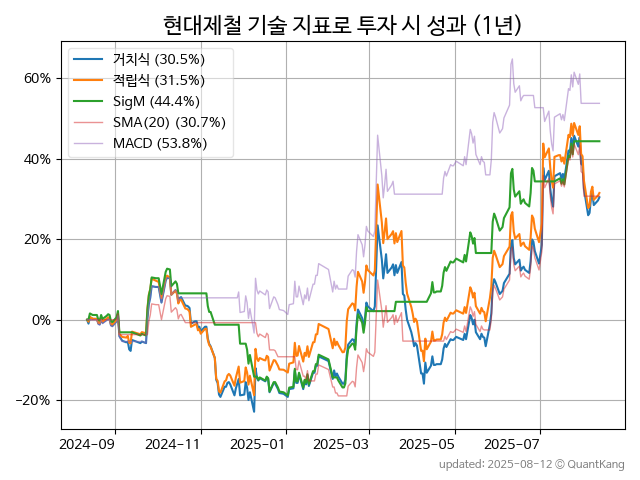 현대제철 기술 지표로 투자 시 성과 (1년)
거치식 (30.5%)
적립식 (31.5%)
SigM (44.4%)
SMA(20) (30.7%)
MACD (53.8%)
60%
40%
20%
0%
−20%
2024−09
2024−11
2025−01
2025−03
2025−05
2025−07
updated: 2025-08-12 © QuantKang